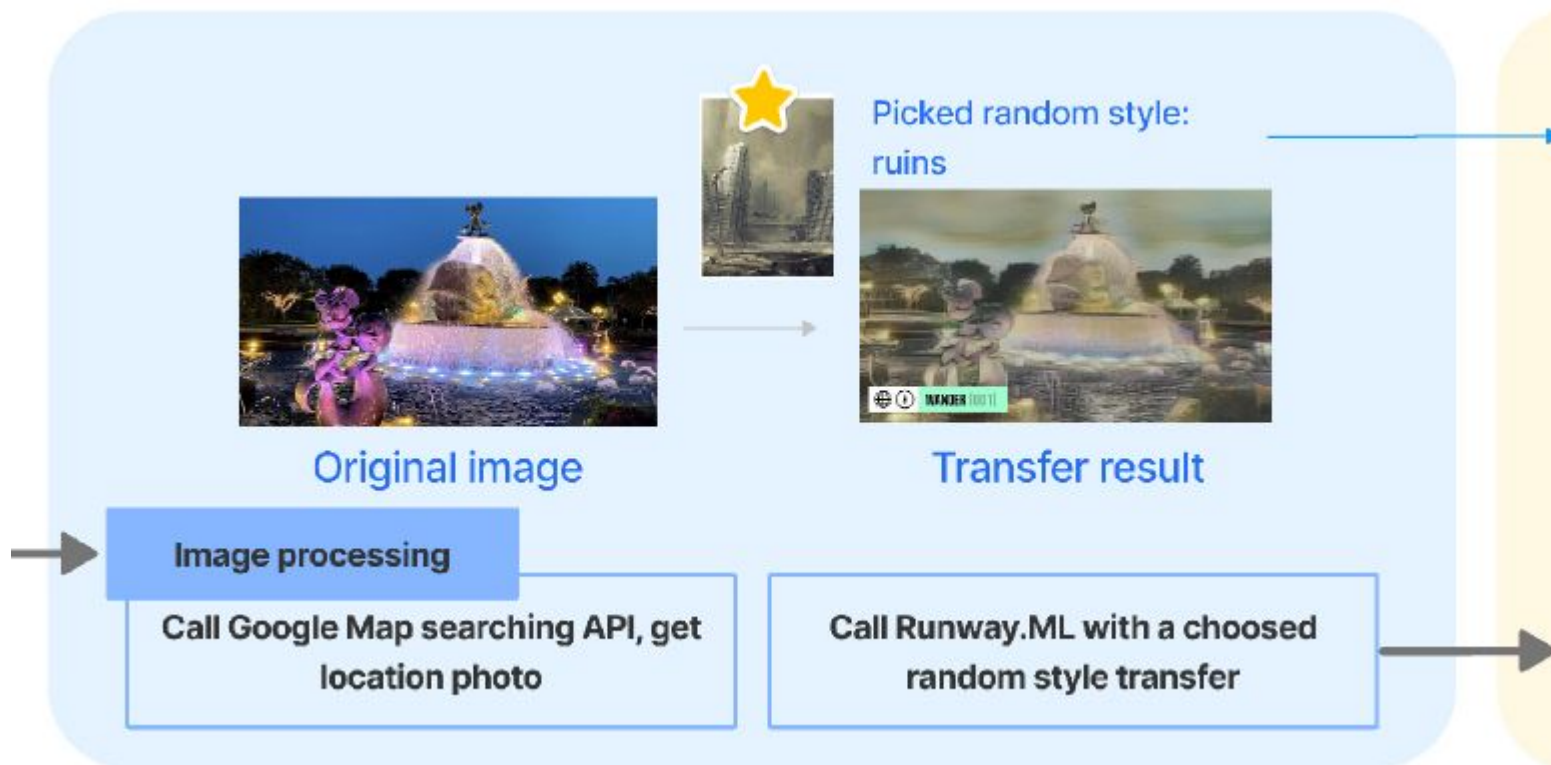 Picked random style:
ruins
WANDER
Original image
Transfer result
Image processing
Call Google Map searching API, get
location photo
Call Runway.ML with a choosed
random style transfer